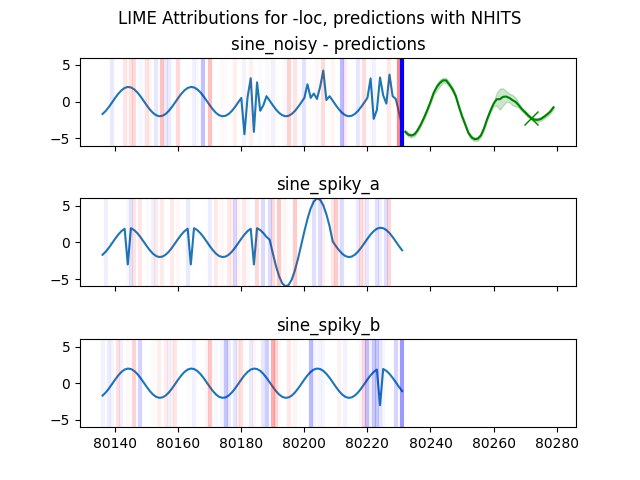 LIME Attributions for -loc, predictions with NHITS
sine_noisy - predictions
5
0
−5
sine_spiky_a
5
0
−5
sine_spiky_b
5
0
−5
80140 80160 80180 80200 80220 80240 80260 80280